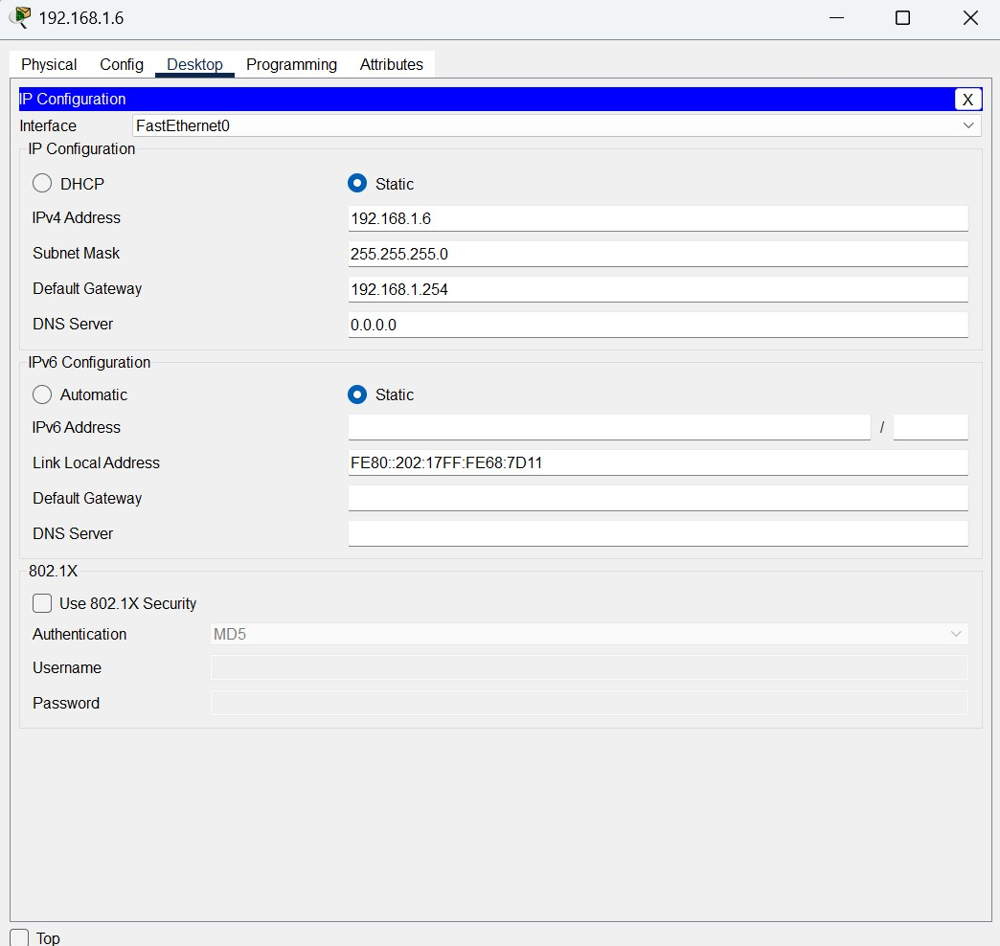 192.168.1.6
Physical Config Desktop Programming Attributes
IP Configuration X
Interface FastEthernet0
IP Configuration
DHCP Static
IPv4 Address 192.168.1.6
Subnet Mask 255.255.255.0
Default Gateway 192.168.1.254
DNS Server 0.0.0.0
IPv6 Configuration
Automatic Static
IPv6 Address /
Link Local Address FE80::202:17FF:FE68:7D11
Default Gateway
DNS Server
802.1X
Use 802.1X Security
Authentication MD5
Username
Password
Top